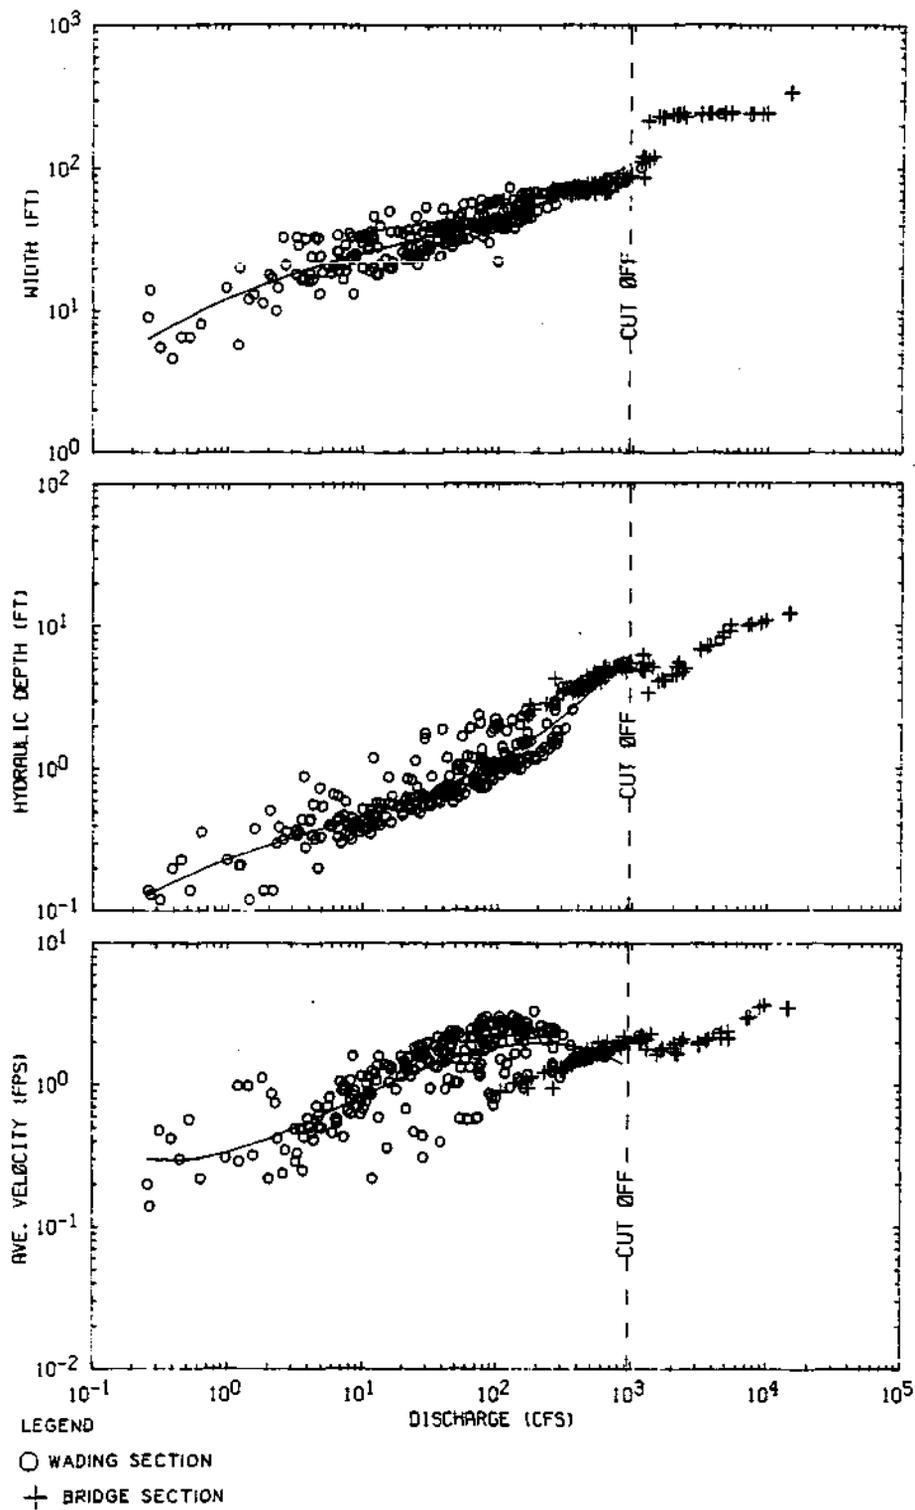 10³
10²
10¹
10⁰
WIDTH (FT)
CUT ØFF
10²
10¹
10⁰
10⁻¹
HYDRAULIC DEPTH (FT)
CUT ØFF
10¹
10⁰
10⁻¹
10⁻²
AVE. VELØCITY (FPS)
CUT ØFF
10⁻¹ 10⁰ 10¹ 10² 10³ 10⁴ 10⁵
DISCHARGE (CFS)
LEGEND
WADING SECTION
BRIDGE SECTION